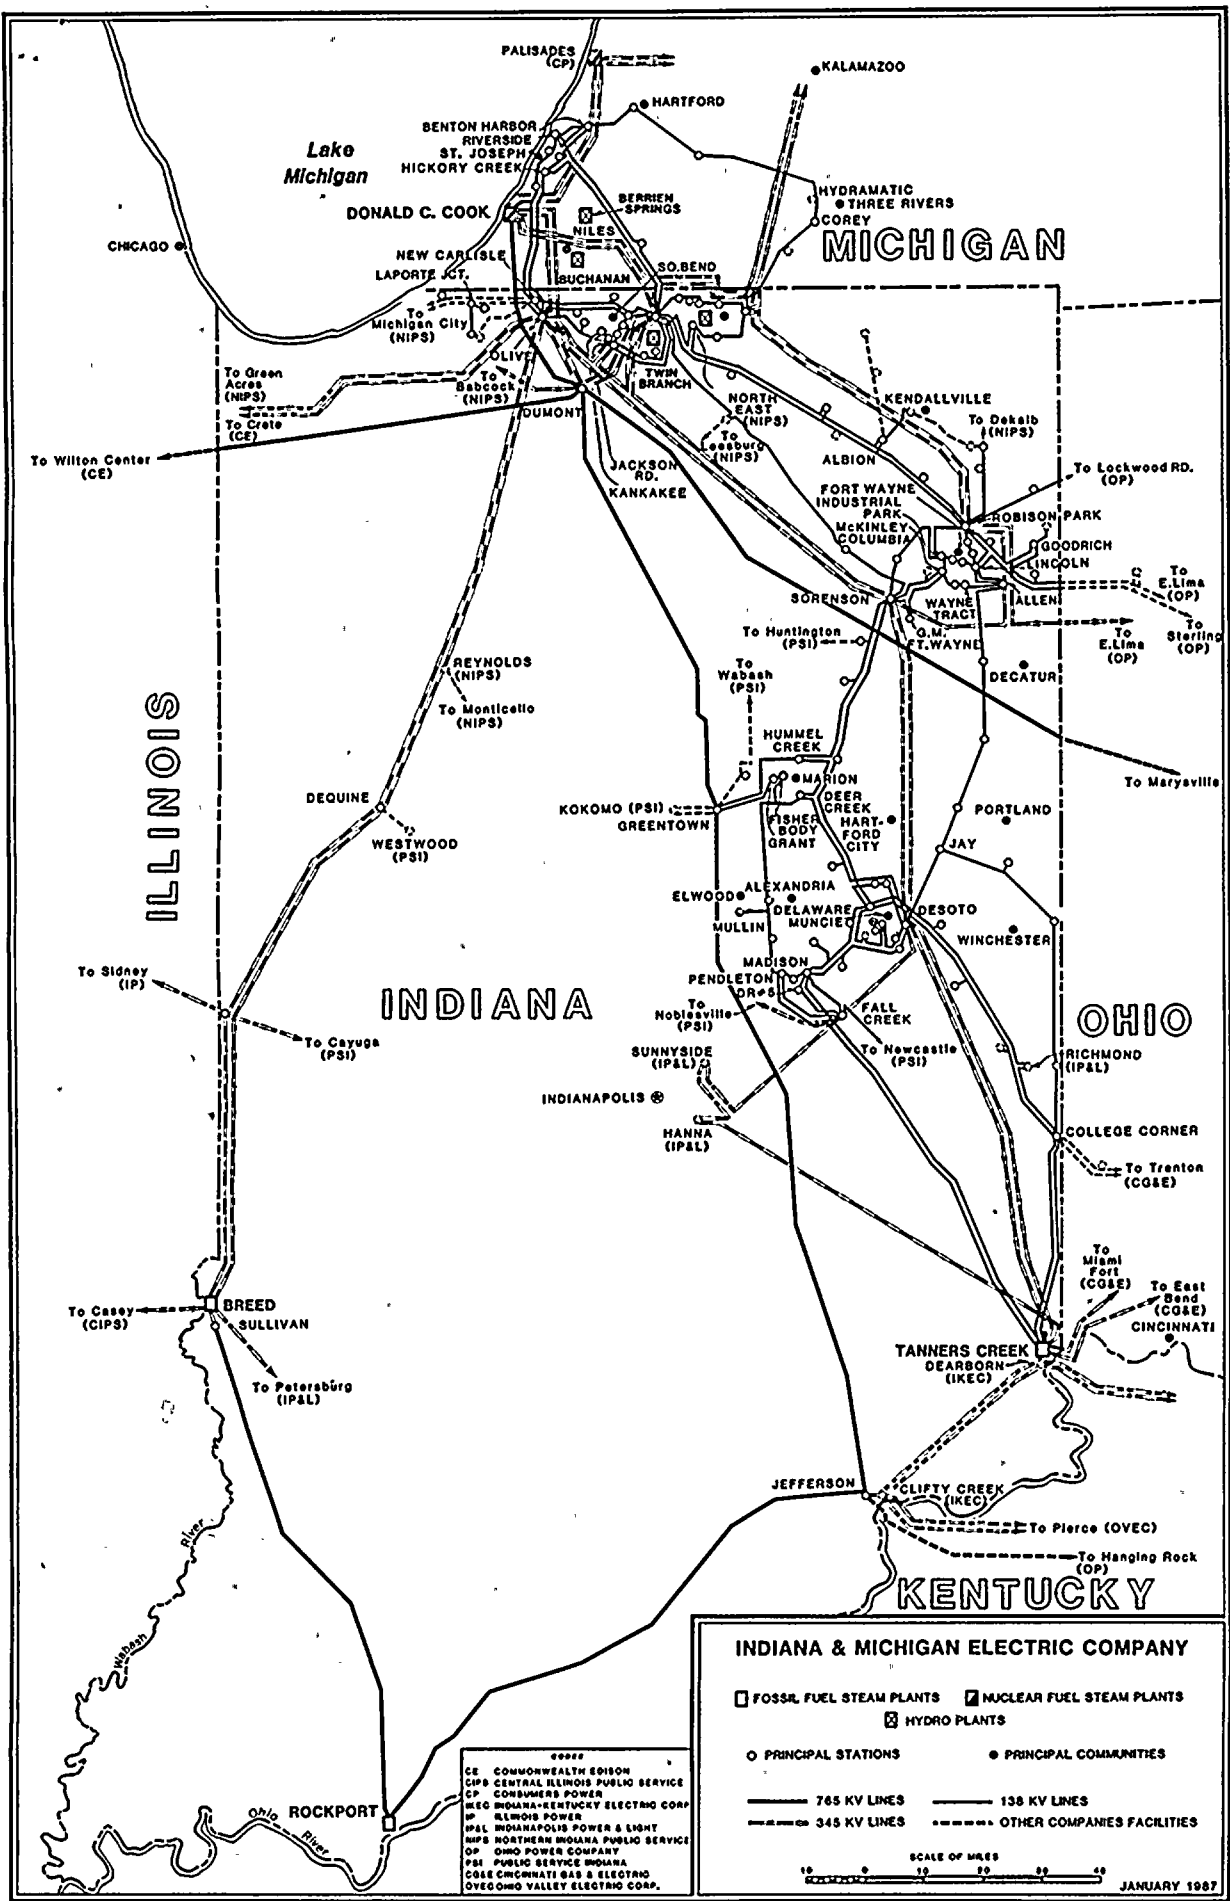 PALISADES
(CP)
KALAMAZOO
HARTFORD
BENTON HARBOR
RIVERSIDE
ST. JOSEPH
HICKORY CREEK
Lake
Michigan
HYDRAMATIC
THREE RIVERS
COREY
BERRIEN
SPRINGS
DONALD C. COOK
NILES
MICHIGAN
CHICAGO
NEW CARLISLE
LAPORTE JCT.
BUCHANAN
SO.BEND
To
Michigan City
(NIPS)
OLIVE
To Green
Acres
(NIPS)
To
Babcock
(NIPS)
TWIN
BRANCH
To Crete
(CE)
DUMONT
NORTH
EAST
(NIPS)
KENDALLVILLE
To Dekalb
(NIPS)
To
Leesburg
(NIPS)
ALBION
To Wilton Center
(CE)
JACKSON
RD.
KANKAKEE
To Lockwood RD.
(OP)
FORT WAYNE
INDUSTRIAL
PARK
McKINLEY
COLUMBIA
ROBISON PARK
GOODRICH
LINCOLN
To
E.Lima
(OP)
SORENSON
WAYNE
TRACT
ALLEN
To Huntington
(PSI)
G.M.
FT.WAYNE
To
E.Lima
(OP)
To
Sterling
(OP)
REYNOLDS
(NIPS)
To
Wabash
(PSI)
DECATUR
To Monticello
(NIPS)
ILLINOIS
HUMMEL
CREEK
MARION
To Marysville
DEQUINE
KOKOMO (PSI)
GREENTOWN
DEER
CREEK
PORTLAND
FISHER
BODY
GRANT
HART-
FORD
CITY
WESTWOOD
(PSI)
JAY
ELWOOD
ALEXANDRIA
MULLIN
DELAWARE
MUNCIE
DESOTO
WINCHESTER
MADISON
PENDLETON
DR#5
To Sidney
(IP)
INDIANA
To
Noblesville
(PSI)
FALL
CREEK
OHIO
To Cayuga
(PSI)
To Newcastle
(PSI)
SUNNYSIDE
(IP&L)
RICHMOND
(IP&L)
INDIANAPOLIS
HANNA
(IP&L)
COLLEGE CORNER
To Trenton
(CG&E)
To
Miami
Fort
(CG&E)
To East
Bend
(CG&E)
To Casey
(CIPS)
BREED
SULLIVAN
CINCINNATI
TANNERS CREEK
DEARBORN
(IKEC)
To Petersburg
(IP&L)
JEFFERSON
CLIFTY CREEK
(IKEC)
To Pierce (OVEC)
To Hanging Rock
(OP)
KENTUCKY
River
Wabash
Ohio
River
ROCKPORT
CODES
CE COMMONWEALTH EDISON
CIPS CENTRAL ILLINOIS PUBLIC SERVICE
CP CONSUMERS POWER
IKEC INDIANA-KENTUCKY ELECTRIC CORP
IP ILLINOIS POWER
IP&L INDIANAPOLIS POWER & LIGHT
NIPS NORTHERN INDIANA PUBLIC SERVICE
OP OHIO POWER COMPANY
PSI PUBLIC SERVICE INDIANA
CG&E CINCINNATI GAS & ELECTRIC
OVEC OHIO VALLEY ELECTRIC CORP.
INDIANA & MICHIGAN ELECTRIC COMPANY
FOSSIL FUEL STEAM PLANTS
NUCLEAR FUEL STEAM PLANTS
HYDRO PLANTS
PRINCIPAL STATIONS
PRINCIPAL COMMUNITIES
765 KV LINES
138 KV LINES
345 KV LINES
OTHER COMPANIES FACILITIES
SCALE OF MILES
10 0 10 20 30 40
JANUARY 1987